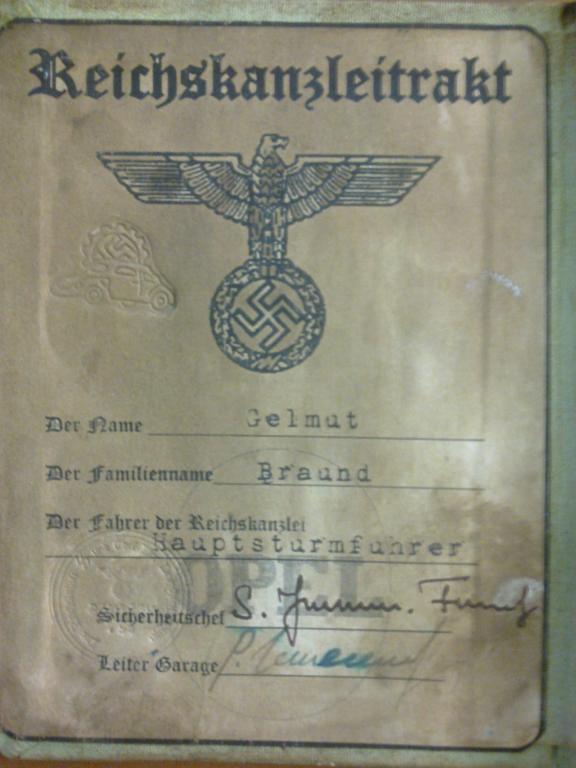 Reichskanzleitrakt
Der Name Gelmut
Der Familienname Braund
Der Fahrer der Reichskanzlei
Hauptsturmfuhrer
OPEL
Sicherheitschef S.
Leiter Garage